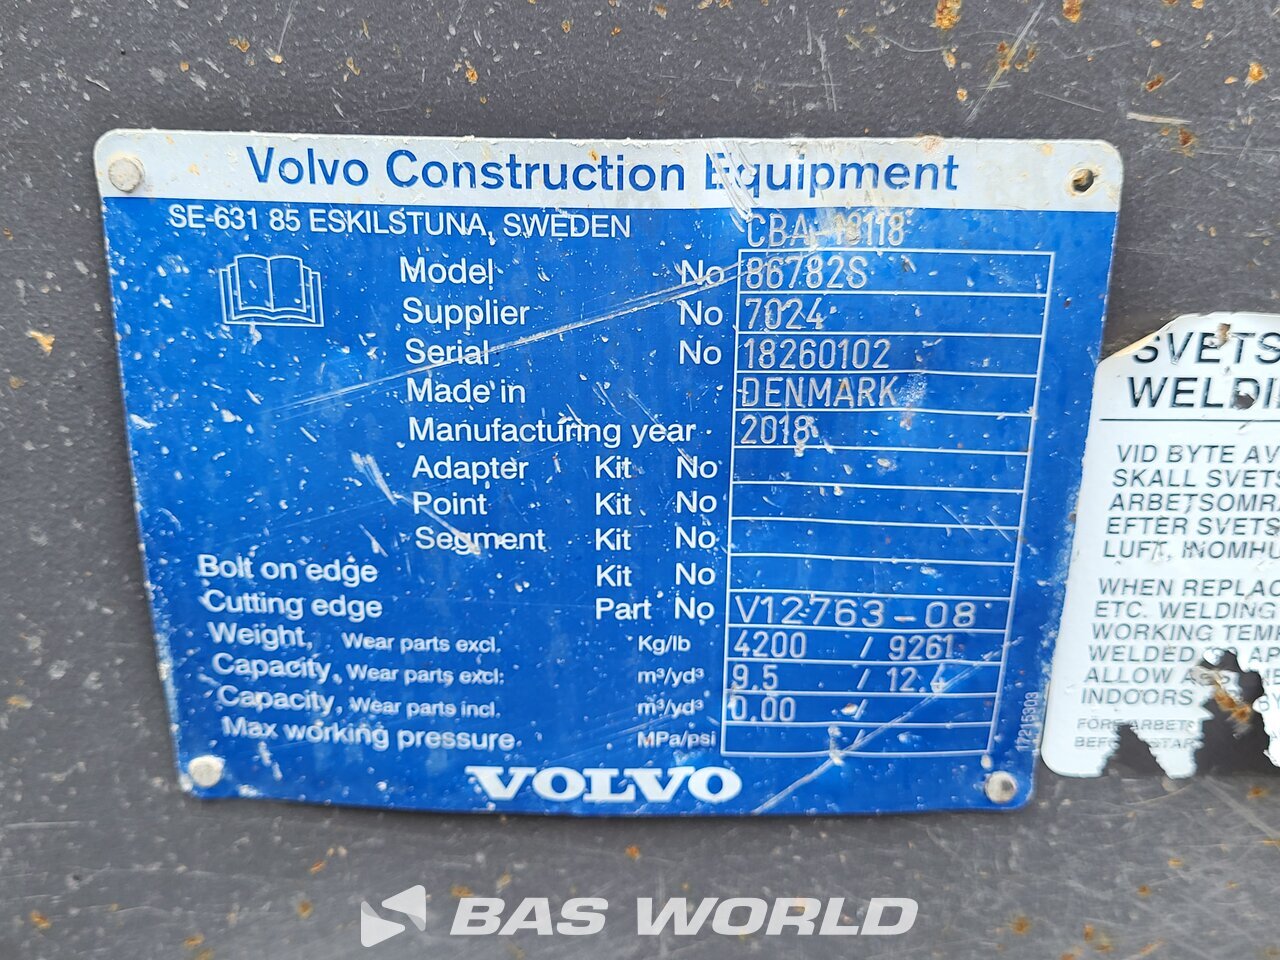 Volvo Construction Equipment
SE-631 85 ESKILSTUNA, SWEDEN
CBA-18118
Model No 86782S
Supplier No 7024
Serial No 18260102
Made in DENMARK
Manufacturing year 2018
Adapter Kit No
Point Kit No
Segment Kit No
Bolt on edge Kit No
Cutting edge Part No V12763-08
Weight, Wear parts excl. Kg/lb 4200 / 9261
Capacity, Wear parts excl: m³/yd³ 9.5 / 12.4
Capacity, Wear parts incl. m³/yd³ 0.00 /
Max working pressure MPa/psi /
17215303
VOLVO
SVETS
WELDI
VID BYTE AV
SKALL SVETS
ARBETSOMR
EFTER SVETS
LUFT, INOMHU
WHEN REPLAC
ETC. WELDING
WORKING TEM
WELDED
ALLOW
INDOORS
BAS WORLD